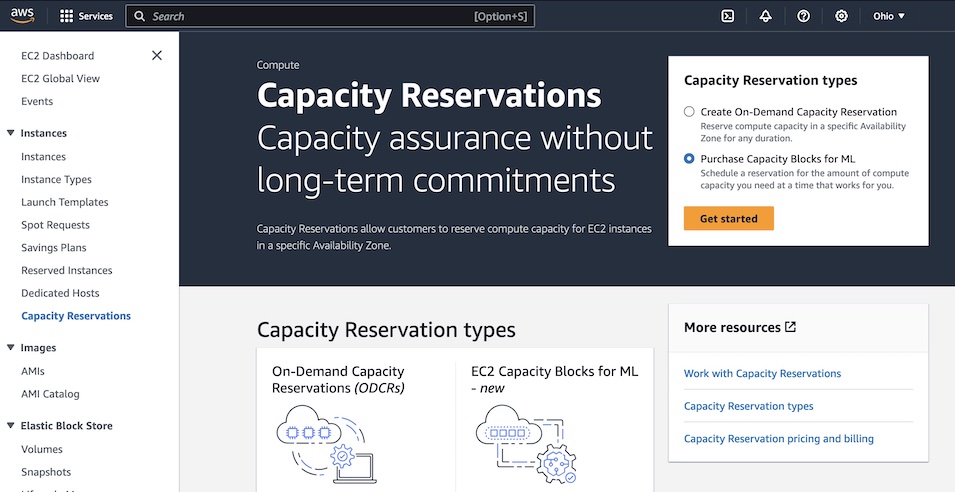 aws
Services
Search
[Option+S]
Ohio
EC2 Dashboard
EC2 Global View
Events
Instances
Instances
Instance Types
Launch Templates
Spot Requests
Savings Plans
Reserved Instances
Dedicated Hosts
Capacity Reservations
Images
AMIs
AMI Catalog
Elastic Block Store
Volumes
Snapshots
Compute
Capacity Reservations
Capacity assurance without
long-term commitments
Capacity Reservations allow customers to reserve compute capacity for EC2 instances
in a specific Availability Zone.
Capacity Reservation types
Create On-Demand Capacity Reservation
Reserve compute capacity in a specific Availability
Zone for any duration.
Purchase Capacity Blocks for ML
Schedule a reservation for the amount of compute
capacity you need at a time that works for you.
Get started
Capacity Reservation types
On-Demand Capacity
Reservations (ODCRs)
EC2 Capacity Blocks for ML
- new
More resources
Work with Capacity Reservations
Capacity Reservation types
Capacity Reservation pricing and billing